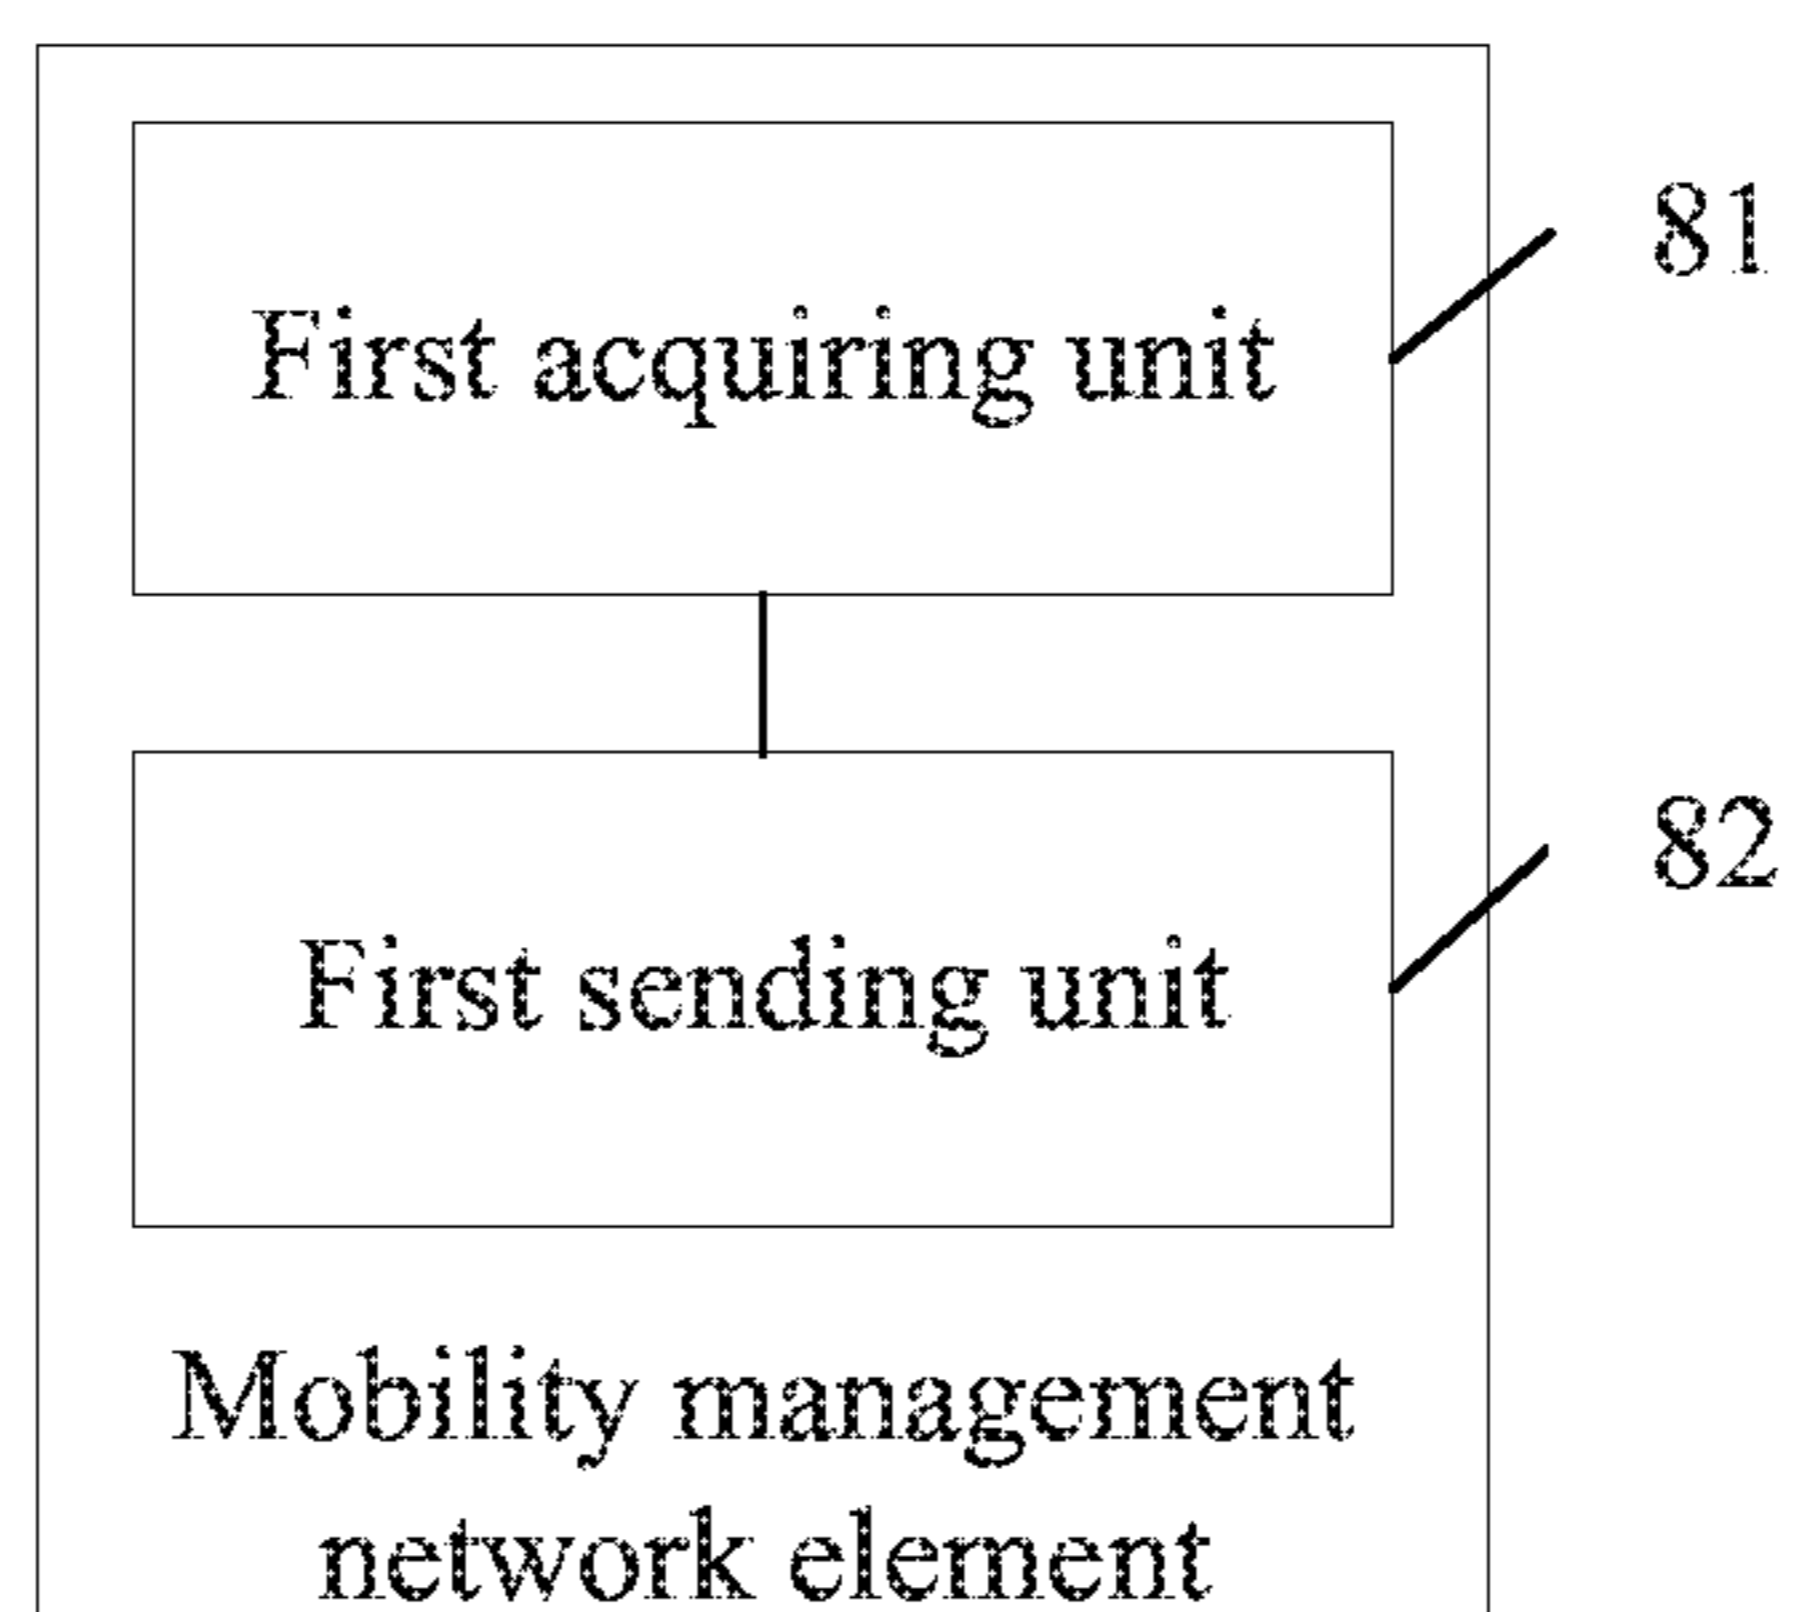 81
First acquiring unit
82
First sending unit
Mobility management
network element